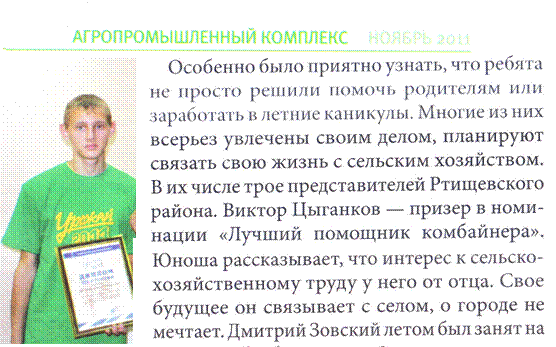 АГРОПРОМЫШЛЕННЫЙ КОМПЛЕКС НОЯБРЬ 2011
Особенно было приятно узнать, что ребята
не просто решили помочь родителям или
заработать в летние каникулы. Многие из них
всерьез увлечены своим делом, планируют
связать свою жизнь с сельским хозяйством.
В их числе трое представителей Ртищевского
района. Виктор Цыганков — призер в номи-
нации «Лучший помощник комбайнера».
Юноша рассказывает, что интерес к сельско-
хозяйственному труду у него от отца. Свое
будущее он связывает с селом, о городе не
мечтает. Дмитрий Зовский летом был занят на
Урожай
ДИПЛОМ